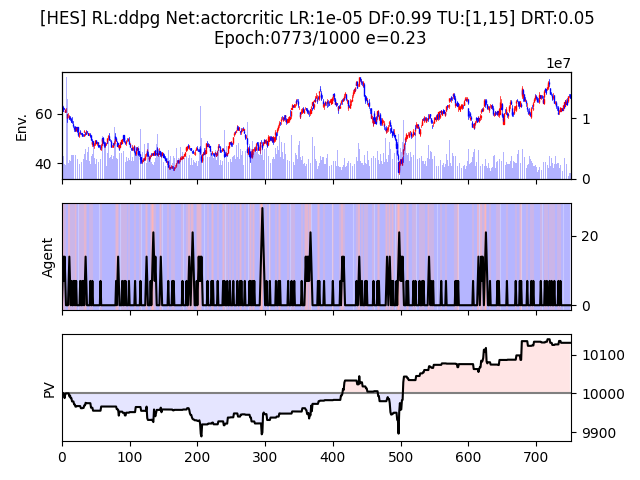 [HES] RL:ddpg Net:actorcritic LR:1e-05 DF:0.99 TU:[1,15] DRT:0.05
Epoch:0773/1000 e=0.23
1e7
Env.
60
40
1
0
Agent
20
0
PV
10100
10000
9900
0 100 200 300 400 500 600 700